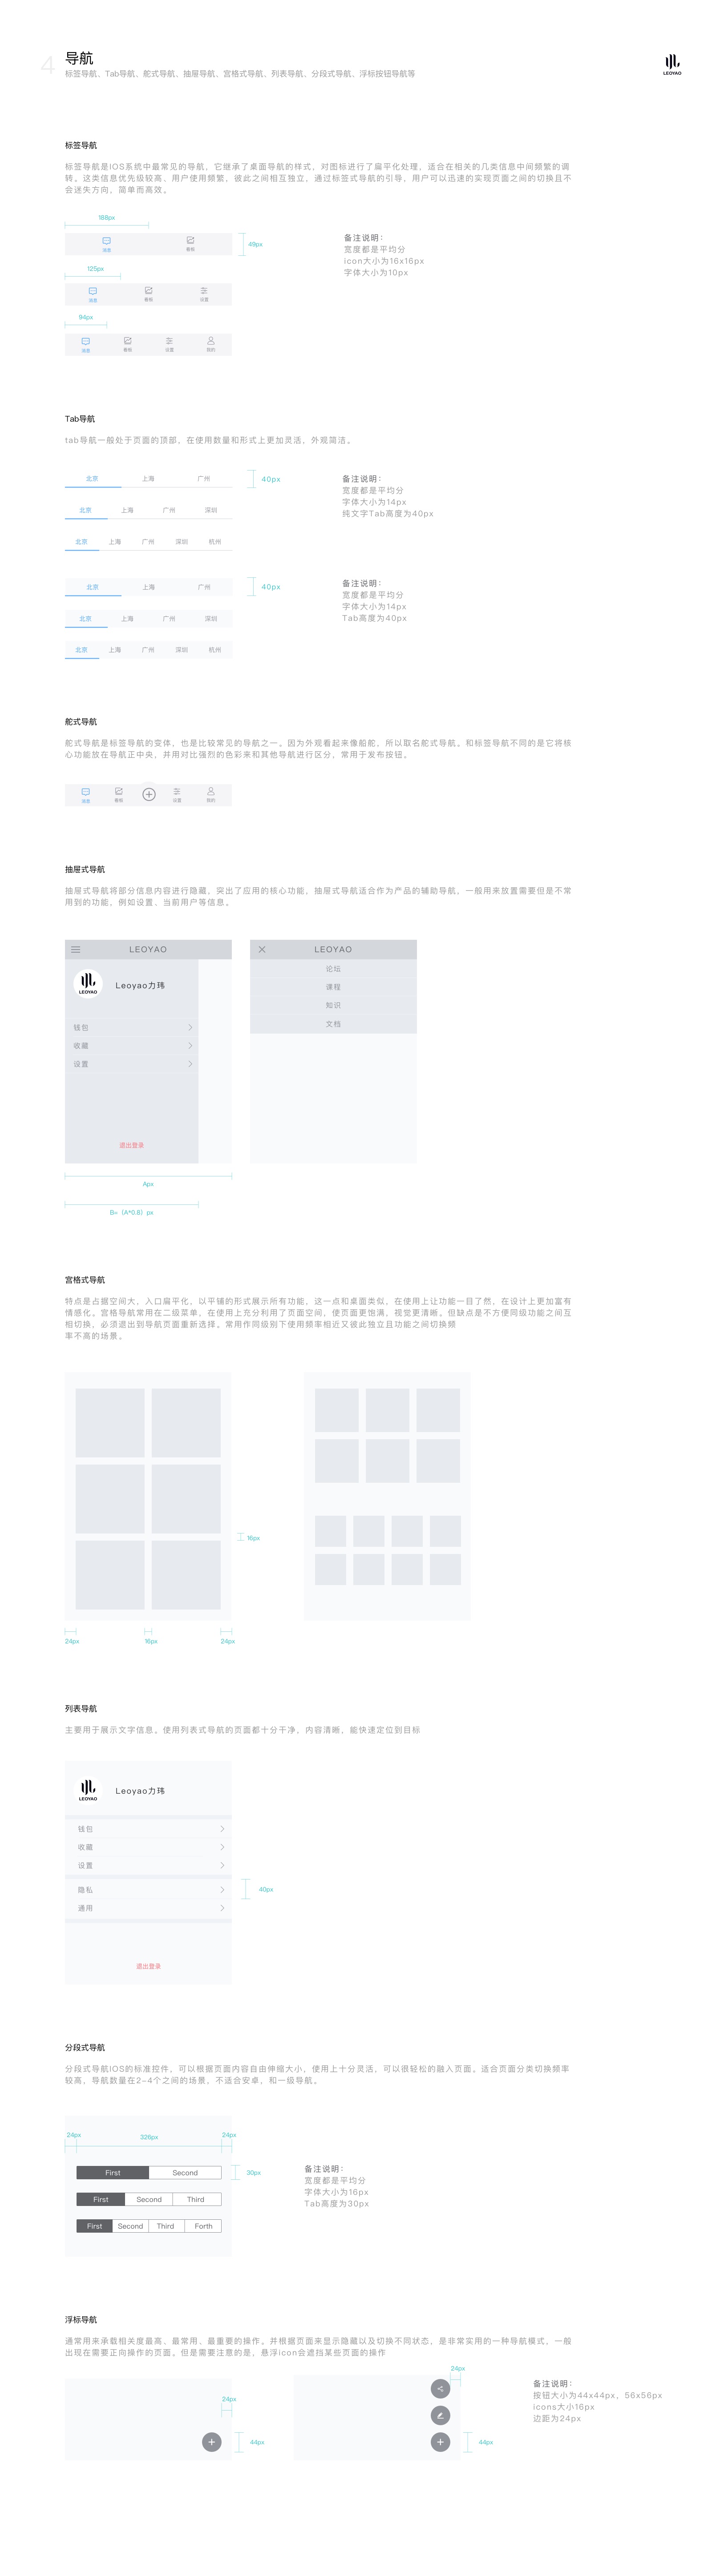 4
导航
标签导航、Tab导航、舵式导航、抽屉导航、宫格式导航、列表导航、分段式导航、浮标按钮导航等
LEOYAO
标签导航
标签导航是IOS系统中最常见的导航，它继承了桌面导航的样式，对图标进行了扁平化处理，适合在相关的几类信息中间频繁的调
转。这类信息优先级较高、用户使用频繁，彼此之间相互独立，通过标签式导航的引导，用户可以迅速的实现页面之间的切换且不
会迷失方向，简单而高效。
188px
消息
看板
49px
备注说明：
宽度都是平均分
icon大小为16x16px
字体大小为10px
125px
消息
看板
设置
94px
消息
看板
设置
我的
Tab导航
tab导航一般处于页面的顶部，在使用数量和形式上更加灵活，外观简洁。
北京 上海 广州
40px
备注说明：
宽度都是平均分
字体大小为14px
纯文字Tab高度为40px
北京 上海 广州 深圳
北京 上海 广州 深圳 杭州
北京 上海 广州
40px
备注说明：
宽度都是平均分
字体大小为14px
Tab高度为40px
北京 上海 广州 深圳
北京 上海 广州 深圳 杭州
舵式导航
舵式导航是标签导航的变体，也是比较常见的导航之一。因为外观看起来像船舵，所以取名舵式导航。和标签导航不同的是它将核
心功能放在导航正中央，并用对比强烈的色彩来和其他导航进行区分，常用于发布按钮。
消息
看板
设置
我的
抽屉式导航
抽屉式导航将部分信息内容进行隐藏，突出了应用的核心功能，抽屉式导航适合作为产品的辅助导航，一般用来放置需要但是不常
用到的功能，例如设置，当前用户等信息。
LEOYAO
LEOYAO
Leoyao力玮
钱包
收藏
设置
退出登录
LEOYAO
论坛
课程
知识
文档
Apx
B=（A*0.8）px
宫格式导航
特点是占据空间大，入口扁平化，以平铺的形式展示所有功能，这一点和桌面类似，在使用上让功能一目了然，在设计上更加富有
情感化。宫格导航常用在二级菜单，在使用上充分利用了页面空间，使页面更饱满，视觉更清晰。但缺点是不方便同级功能之间互
相切换，必须退出到导航页面重新选择。常用作同级别下使用频率相近又彼此独立且功能之间切换频
率不高的场景。
16px
24px
16px
24px
列表导航
主要用于展示文字信息。使用列表式导航的页面都十分干净，内容清晰，能快速定位到目标
LEOYAO
Leoyao力玮
钱包
收藏
设置
隐私
通用
40px
退出登录
分段式导航
分段式导航IOS的标准控件，可以根据页面内容自由伸缩大小，使用上十分灵活，可以很轻松的融入页面。适合页面分类切换频率
较高，导航数量在2-4个之间的场景，不适合安卓，和一级导航。
24px
326px
24px
First Second
30px
备注说明：
宽度都是平均分
字体大小为16px
Tab高度为30px
First Second Third
First Second Third Forth
浮标导航
通常用来承载相关度最高、最常用、最重要的操作。并根据页面来显示隐藏以及切换不同状态，是非常实用的一种导航模式，一般
出现在需要正向操作的页面。但是需要注意的是，悬浮icon会遮挡某些页面的操作
24px
44px
24px
44px
备注说明：
按钮大小为44x44px，56x56px
icons大小16px
边距为24px